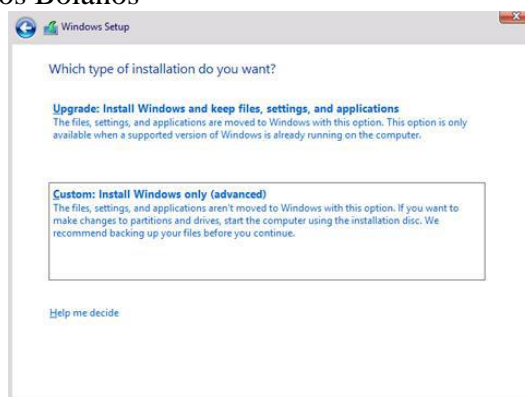 os Bolaños
Windows Setup
Which type of installation do you want?
Upgrade: Install Windows and keep files, settings, and applications
The files, settings, and applications are moved to Windows with this option. This option is only
available when a supported version of Windows is already running on the computer.
Custom: Install Windows only (advanced)
The files, settings, and applications aren't moved to Windows with this option. If you want to
make changes to partitions and drives, start the computer using the installation disc. We
recommend backing up your files before you continue.
Help me decide